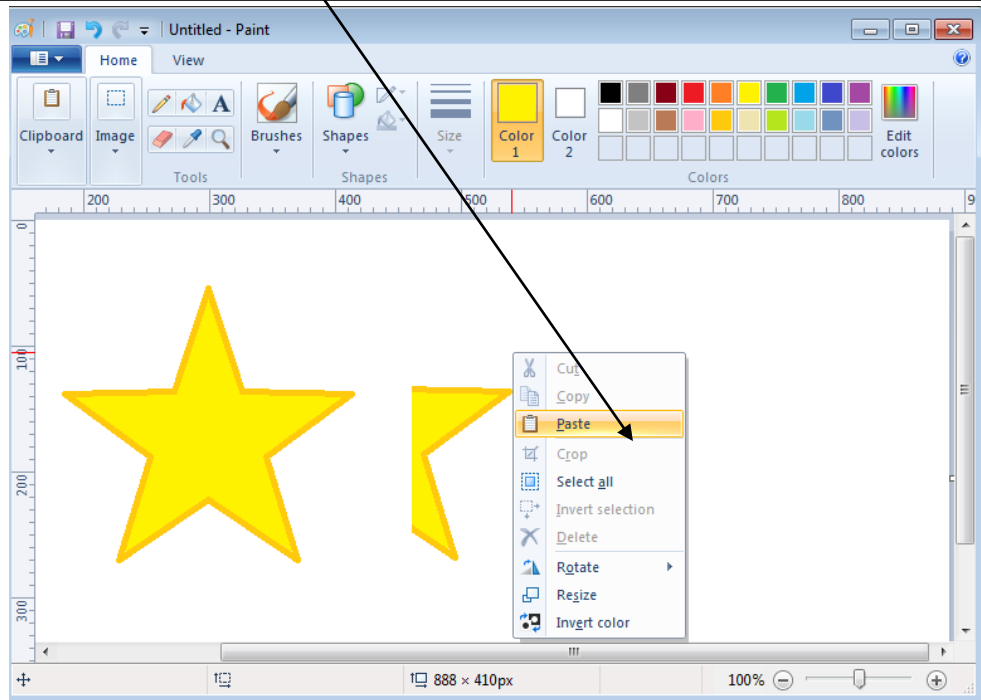 Untitled - Paint
Home View
Clipboard Image Brushes Shapes Size Color 1 Color 2 Edit colors
A
Tools Shapes Colors
200 300 400 500 600 700 800 9
0
100
200
300
Cut
Copy
Paste
Crop
Select all
Invert selection
Delete
Rotate
Resize
Invert color
888 × 410px 100%